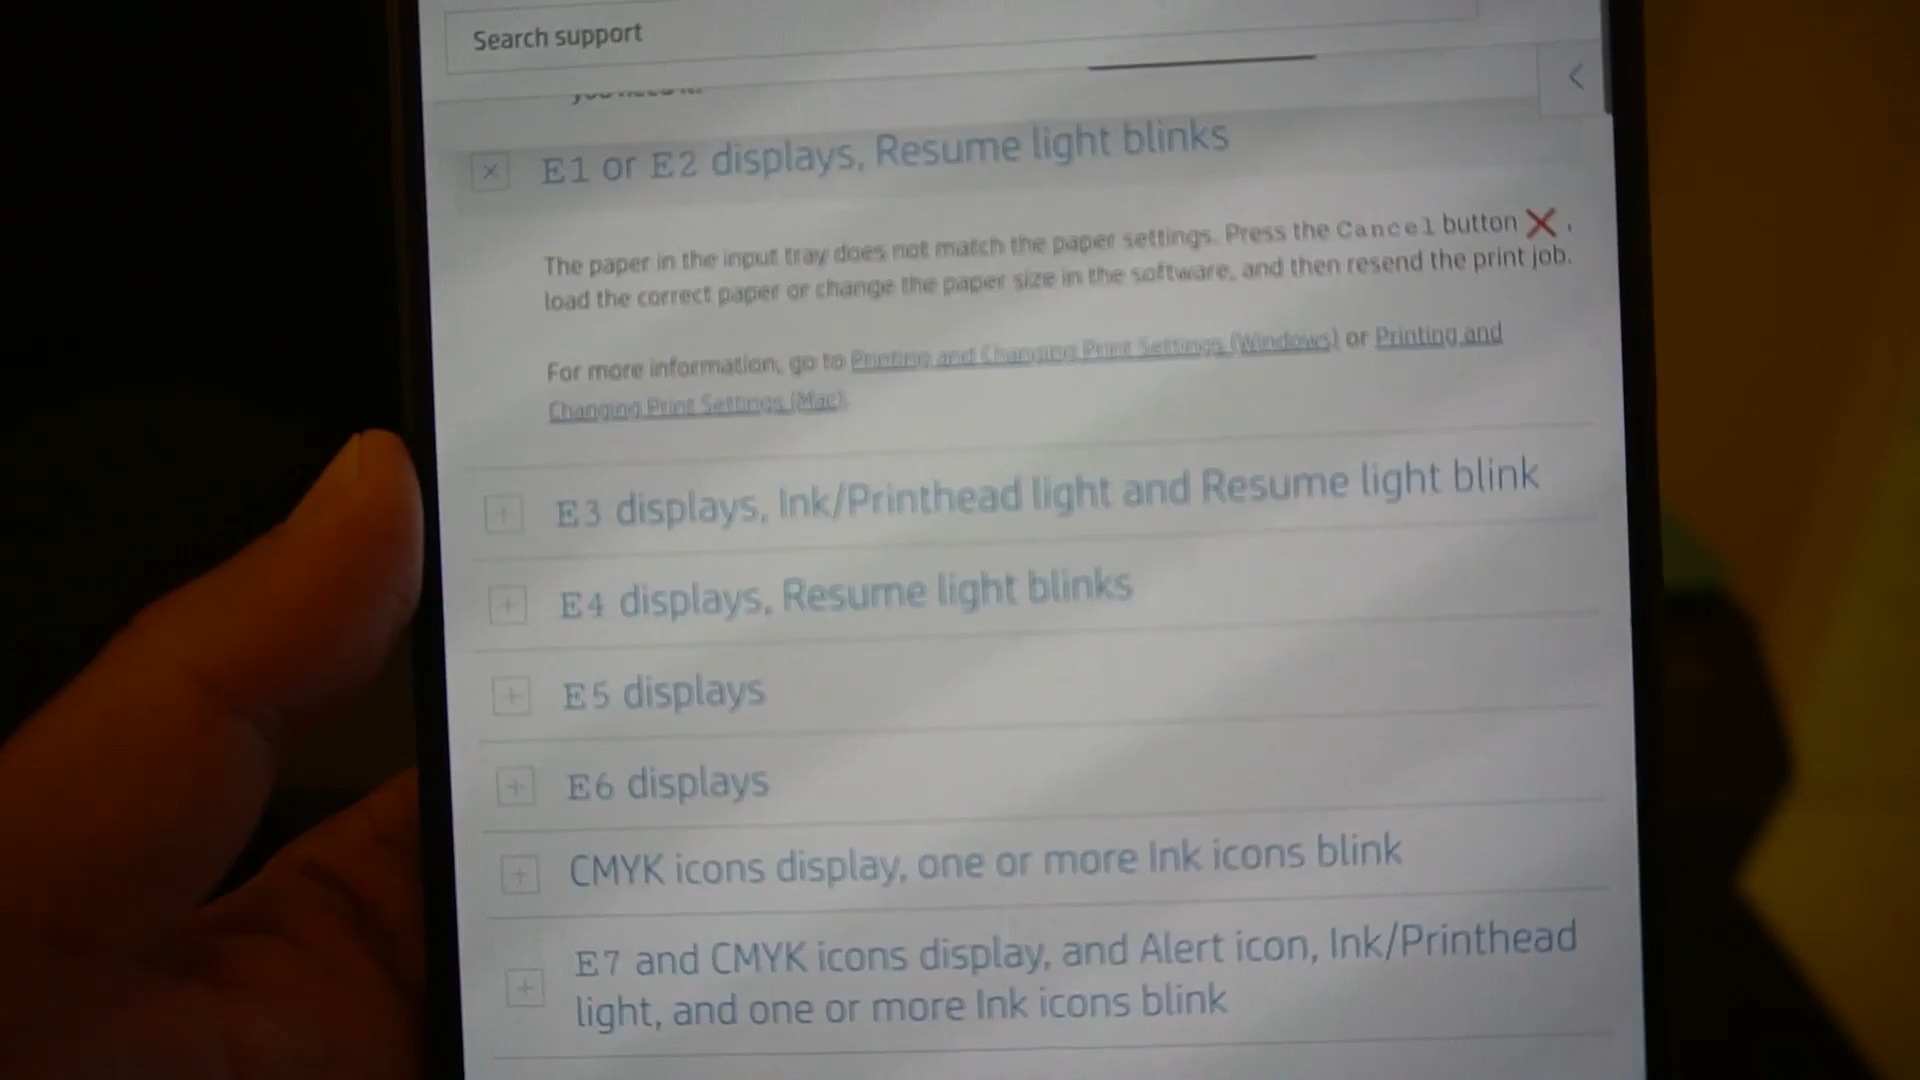 Search support
you need it.
E1 or E2 displays, Resume light blinks
The paper in the input tray does not match the paper settings. Press the Cancel button ,
load the correct paper or change the paper size in the software, and then resend the print job.
For more information, go to Printing and Changing Print Settings (Windows) or Printing and
Changing Print Settings (Mac).
E3 displays, Ink/Printhead light and Resume light blink
E4 displays, Resume light blinks
E5 displays
E6 displays
CMYK icons display, one or more Ink icons blink
E7 and CMYK icons display, and Alert icon, Ink/Printhead
light, and one or more Ink icons blink